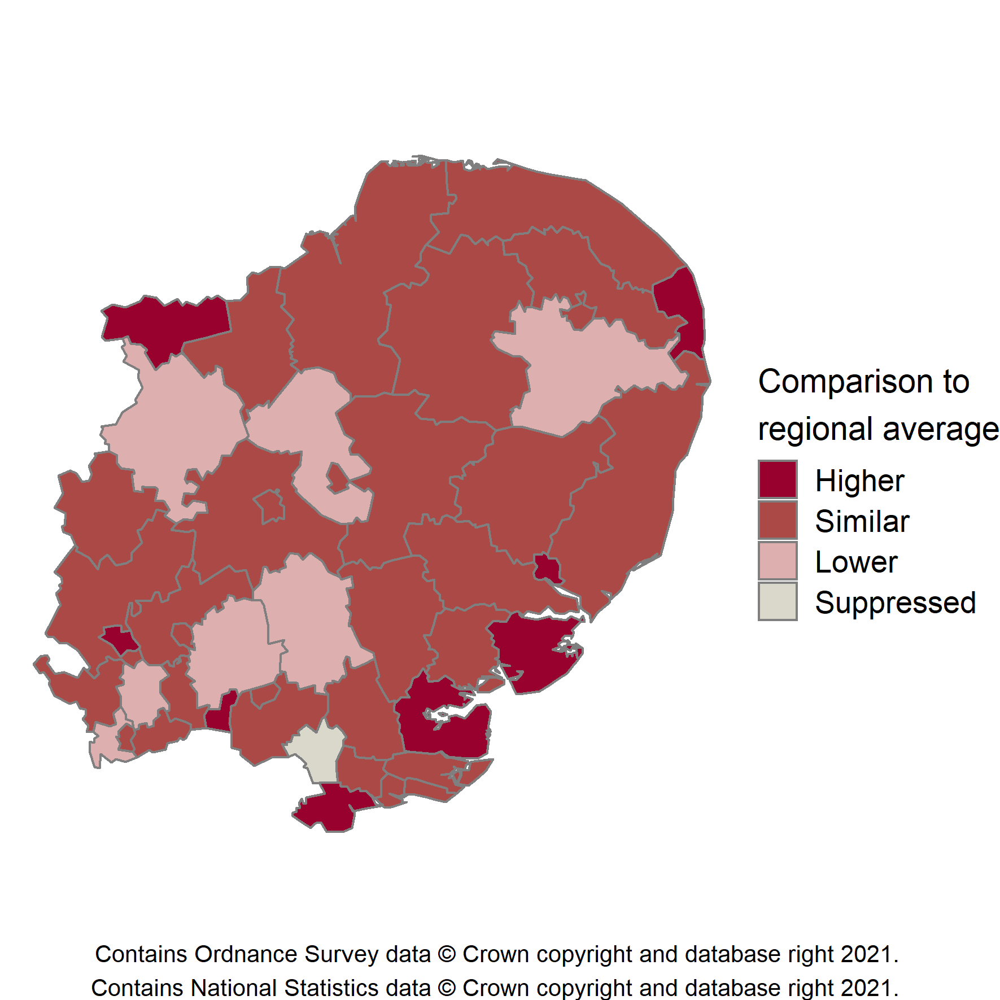 Comparison to
regional average
Higher
Similar
Lower
Suppressed
Contains Ordnance Survey data © Crown copyright and database right 2021.
Contains National Statistics data © Crown copyright and database right 2021.